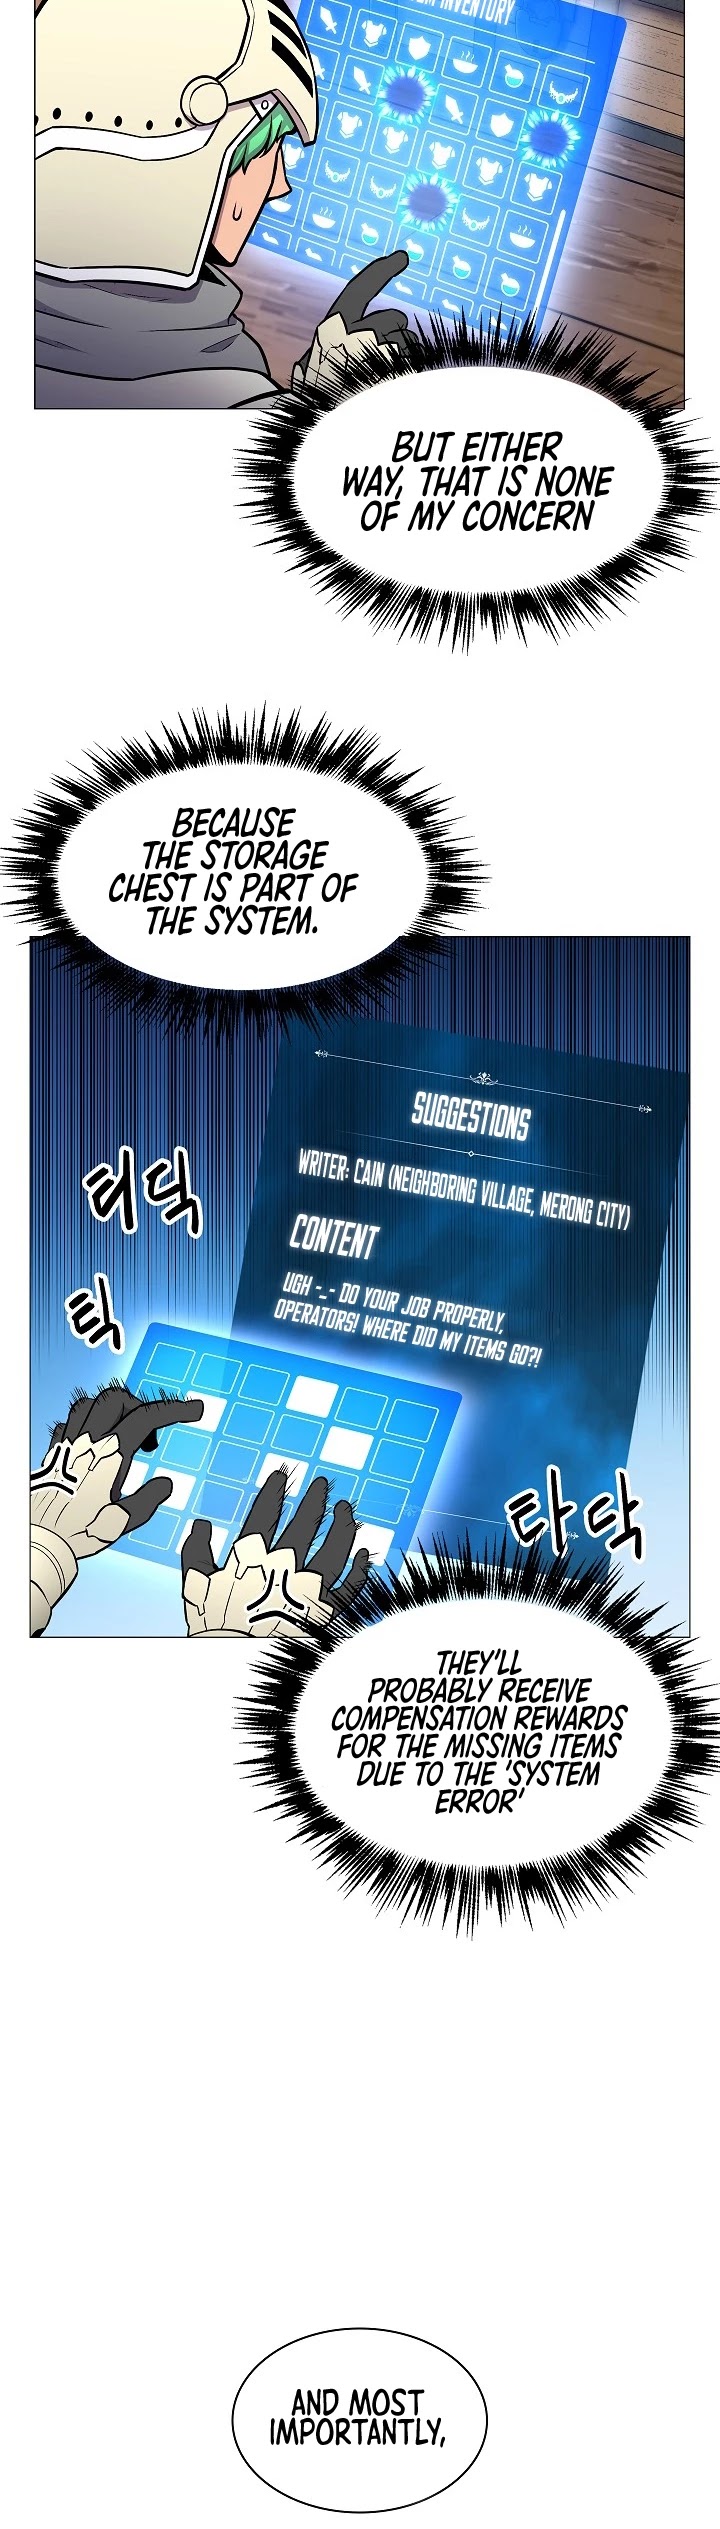 INVENTORY
BUT EITHER
WAY, THAT IS NONE
OF MY CONCERN
BECAUSE
THE STORAGE
CHEST IS PART OF
THE SYSTEM.
SUGGESTIONS
WRITER: CAIN (NEIGHBORING VILLAGE, MERONG CITY)
CONTENT
UGH -_- DO YOUR JOB PROPERLY,
OPERATORS! WHERE DID MY ITEMS GO?!
티딕
틱
타닥
THEY'LL
PROBABLY RECEIVE
COMPENSATION REWARDS
FOR THE MISSING ITEMS
DUE TO THE 'SYSTEM
ERROR'
AND MOST
IMPORTANTLY,